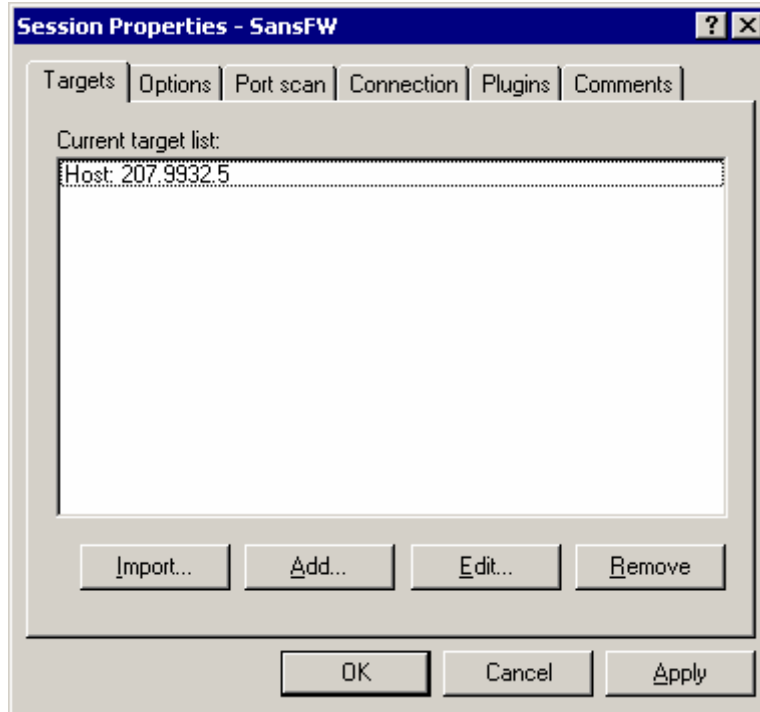 Session Properties - SansFW
? X
Targets Options Port scan Connection Plugins Comments
Current target list:
Host: 207.9932.5
Import... Add... Edit... Remove
OK Cancel Apply